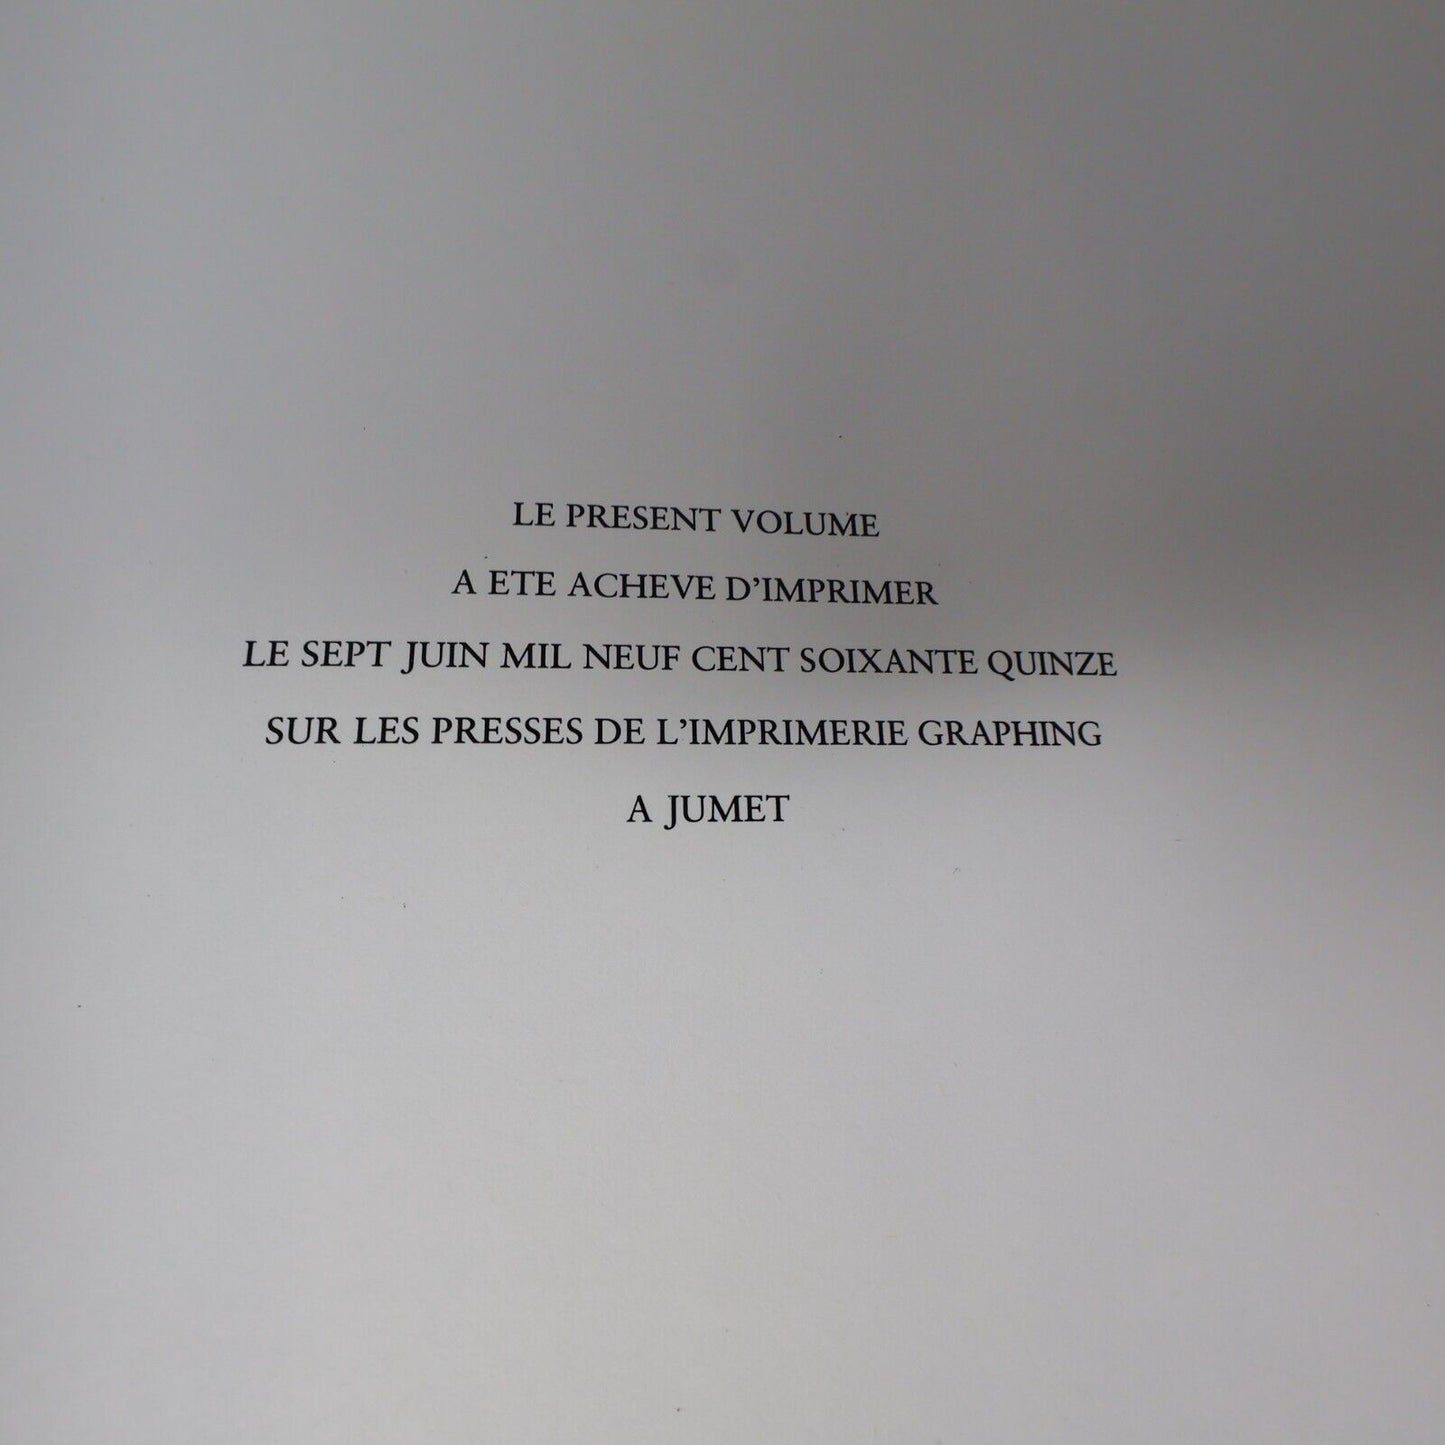 LE PRESENT VOLUME
A ETE ACHEVE D'IMPRIMER
LE SEPT JUIN MIL NEUF CENT SOIXANTE QUINZE
SUR LES PRESSES DE L'IMPRIMERIE GRAPHING
A JUMET